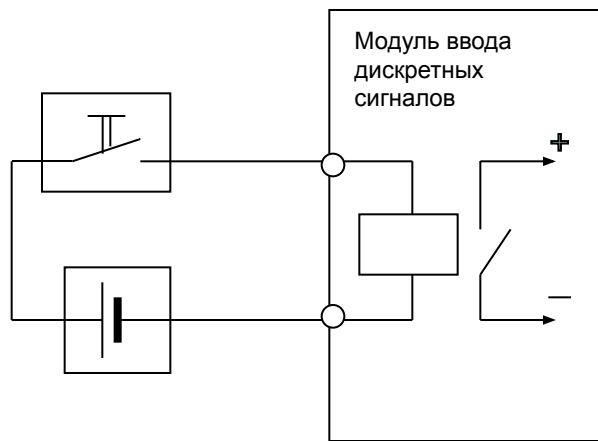 Модуль ввода
дискретных
сигналов
+
—